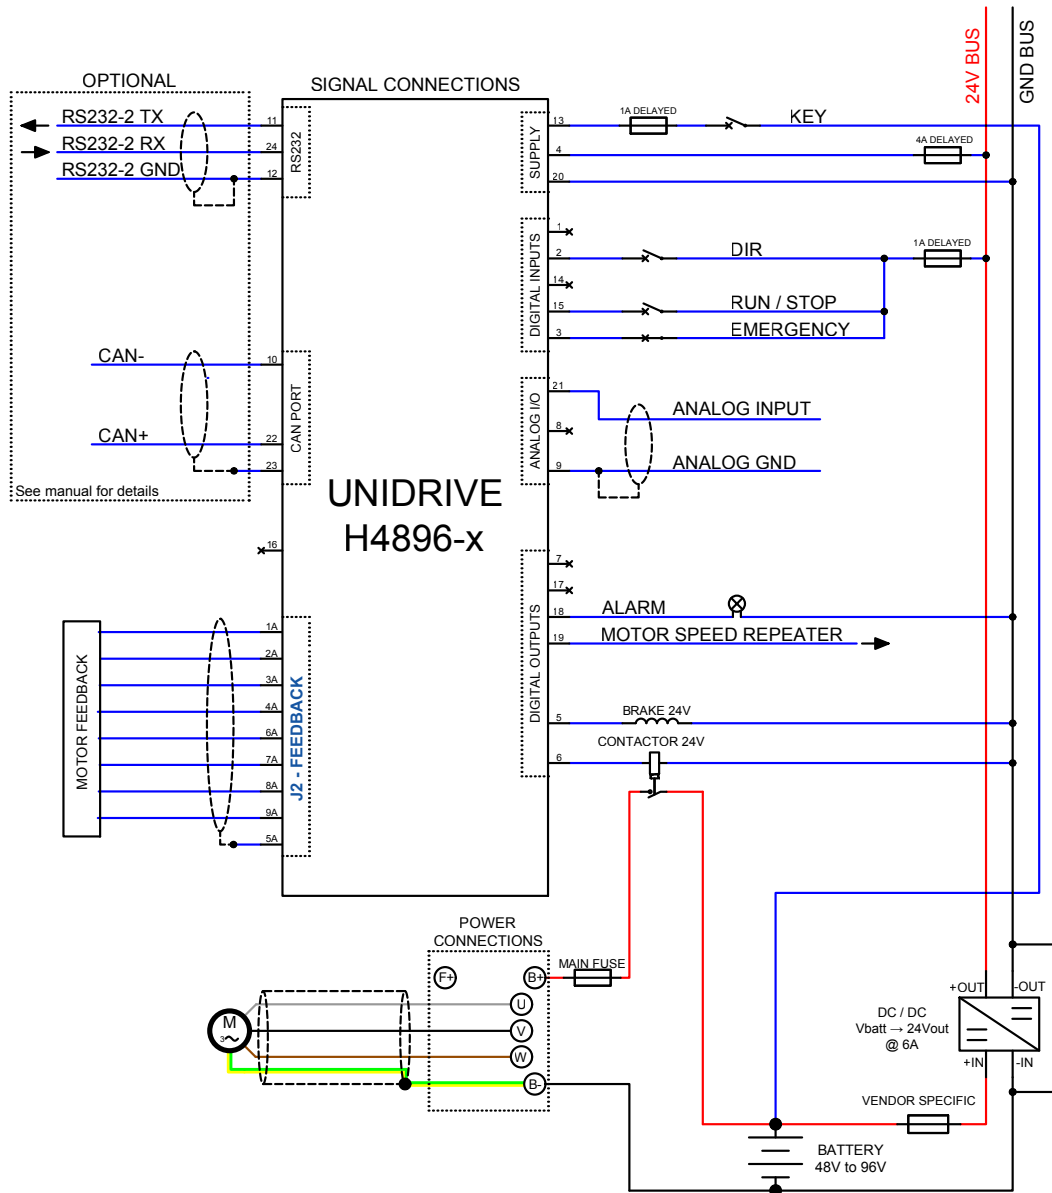 24V BUS
GND BUS
OPTIONAL
SIGNAL CONNECTIONS
RS232-2 TX
RS232-2 RX
RS232-2 GND
11
24
12
RS232
CAN-
CAN+
10
22
23
CAN PORT
See manual for details
16
UNIDRIVE
H4896-x
MOTOR FEEDBACK
1A
2A
3A
4A
6A
7A
8A
9A
5A
J2 - FEEDBACK
SUPPLY
13
4
20
1A DELAYED
KEY
4A DELAYED
DIGITAL INPUTS
1
2
14
15
3
DIR
1A DELAYED
RUN / STOP
EMERGENCY
ANALOG I/O
21
8
9
ANALOG INPUT
ANALOG GND
DIGITAL OUTPUTS
7
17
18
19
5
6
ALARM
MOTOR SPEED REPEATER
BRAKE 24V
CONTACTOR 24V
POWER
CONNECTIONS
F+
B+
U
V
W
B-
MAIN FUSE
M
3
+OUT
-OUT
DC / DC
Vbatt → 24Vout
@ 6A
+IN
-IN
VENDOR SPECIFIC
BATTERY
48V to 96V